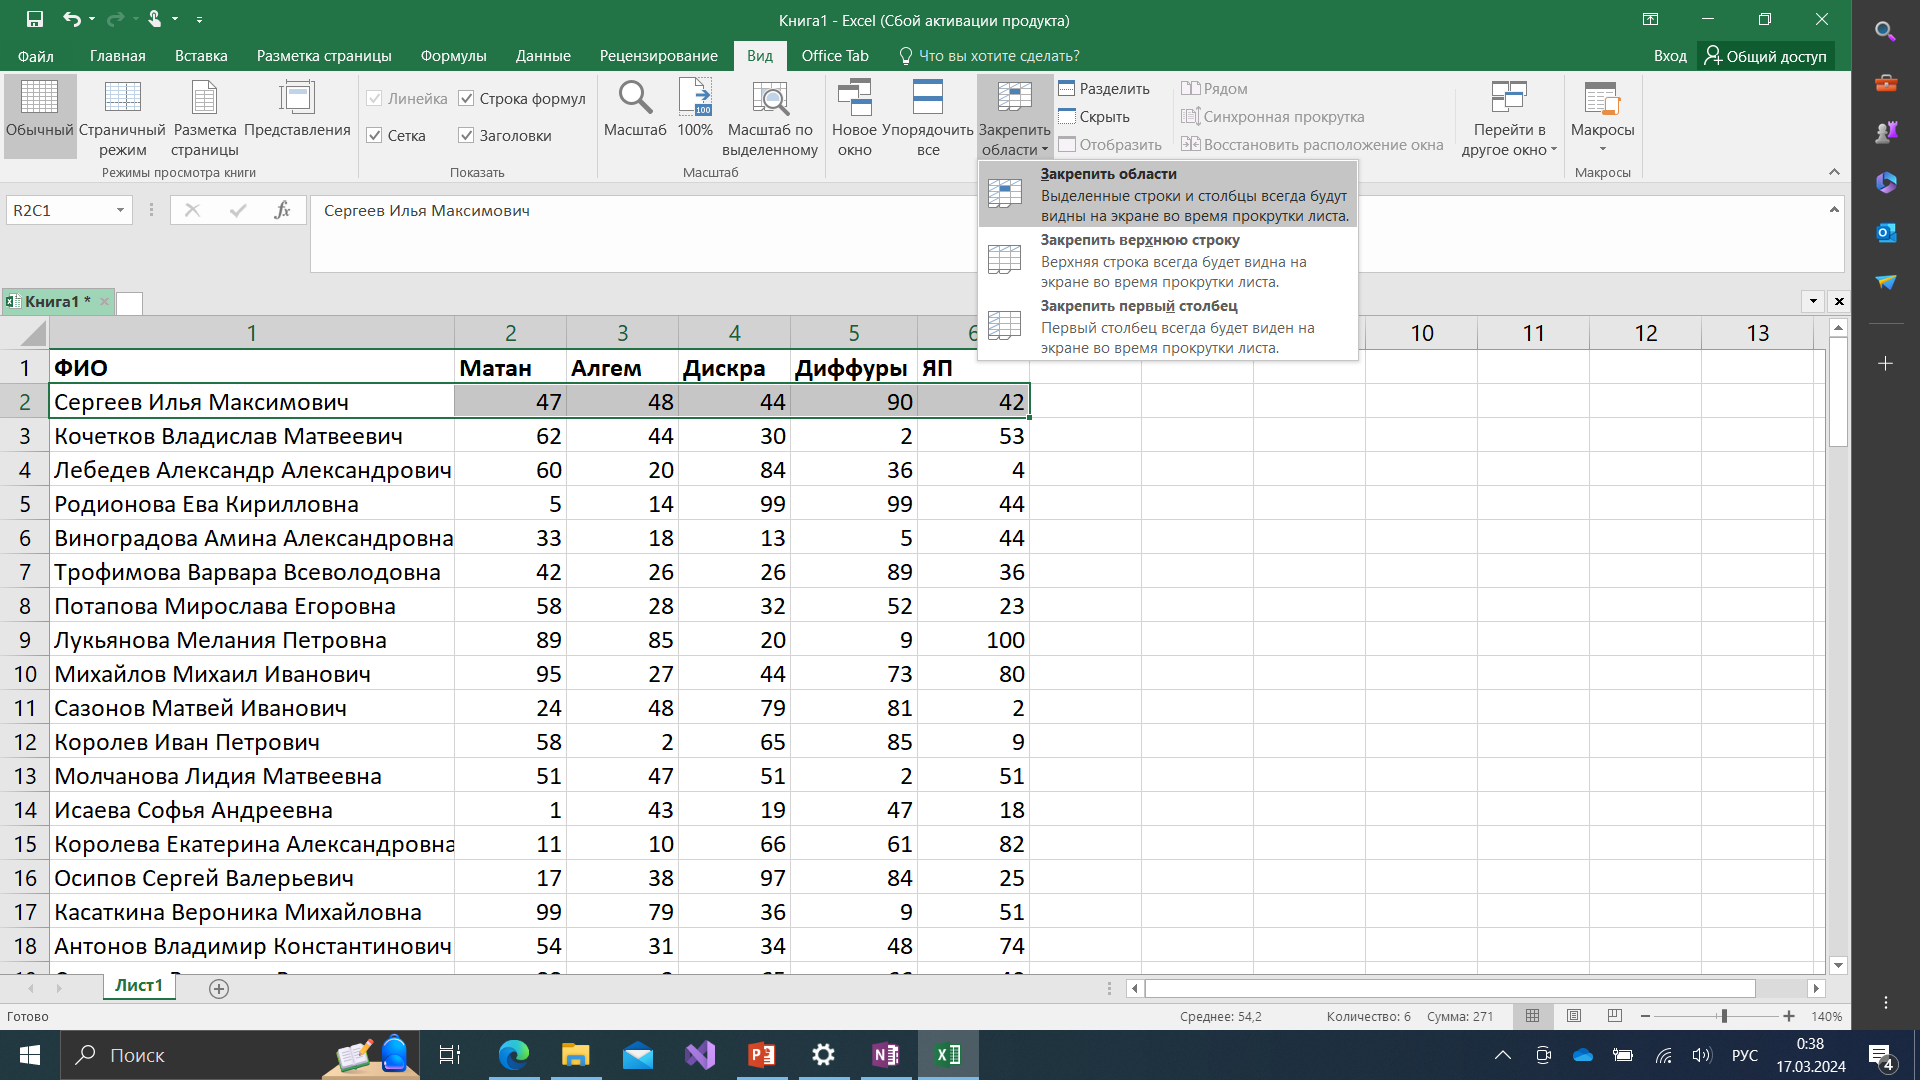 Книга1 - Excel (Сбой активации продукта)
Файл Главная Вставка Разметка страницы Формулы Данные Рецензирование Вид Office Tab Что вы хотите сделать? Вход Общий доступ
Обычный
Страничный режим
Разметка страницы
Представления
Режимы просмотра книги
Линейка
Строка формул
Сетка
Заголовки
Показать
Масштаб
100
100%
Масштаб по выделенному
Масштаб
Новое окно
Упорядочить все
Закрепить области
Разделить
Скрыть
Отобразить
Рядом
Синхронная прокрутка
Восстановить расположение окна
Перейти в другое окно
Макросы
Макросы
Закрепить области
Выделенные строки и столбцы всегда будут
видны на экране во время прокрутки листа.
Закрепить верхнюю строку
Верхняя строка всегда будет видна на
экране во время прокрутки листа.
Закрепить первый столбец
Первый столбец всегда будет виден на
экране во время прокрутки листа.
R2C1 fx Сергеев Илья Максимович
Книга1 *
1 2 3 4 5 6 10 11 12 13
1 ФИО Матан Алгем Дискра Диффуры ЯП
2 Сергеев Илья Максимович 47 48 44 90 42
3 Кочетков Владислав Матвеевич 62 44 30 2 53
4 Лебедев Александр Александрович 60 20 84 36 4
5 Родионова Ева Кирилловна 5 14 99 99 44
6 Виноградова Амина Александровна 33 18 13 5 44
7 Трофимова Варвара Всеволодовна 42 26 26 89 36
8 Потапова Мирослава Егоровна 58 28 32 52 23
9 Лукьянова Мелания Петровна 89 85 20 9 100
10 Михайлов Михаил Иванович 95 27 44 73 80
11 Сазонов Матвей Иванович 24 48 79 81 2
12 Королев Иван Петрович 58 2 65 85 9
13 Молчанова Лидия Матвеевна 51 47 51 2 51
14 Исаева Софья Андреевна 1 43 19 47 18
15 Королева Екатерина Александровна 11 10 66 61 82
16 Осипов Сергей Валерьевич 17 38 97 84 25
17 Касаткина Вероника Михайловна 99 79 36 9 51
18 Антонов Владимир Константинович 54 31 34 48 74
Лист1
Готово Среднее: 54,2 Количество: 6 Сумма: 271 140%
Поиск РУС 0:38
17.03.2024 4